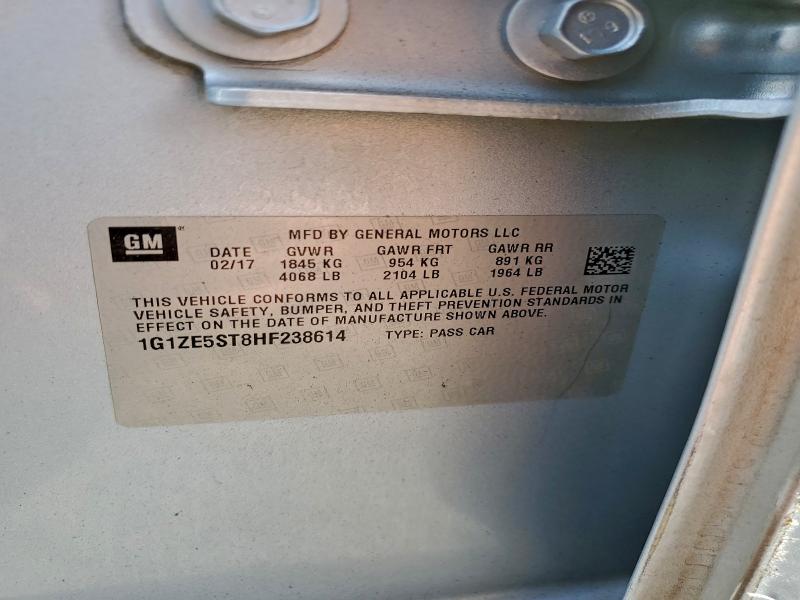 GM
MFD BY GENERAL MOTORS LLC
DATE GVWR GAWR FRT GAWR RR
02/17 1845 KG 954 KG 891 KG
4068 LB 2104 LB 1964 LB
THIS VEHICLE CONFORMS TO ALL APPLICABLE U.S. FEDERAL MOTOR
VEHICLE SAFETY, BUMPER, AND THEFT PREVENTION STANDARDS IN
EFFECT ON THE DATE OF MANUFACTURE SHOWN ABOVE.
1G1ZE5ST8HF238614 TYPE: PASS CAR